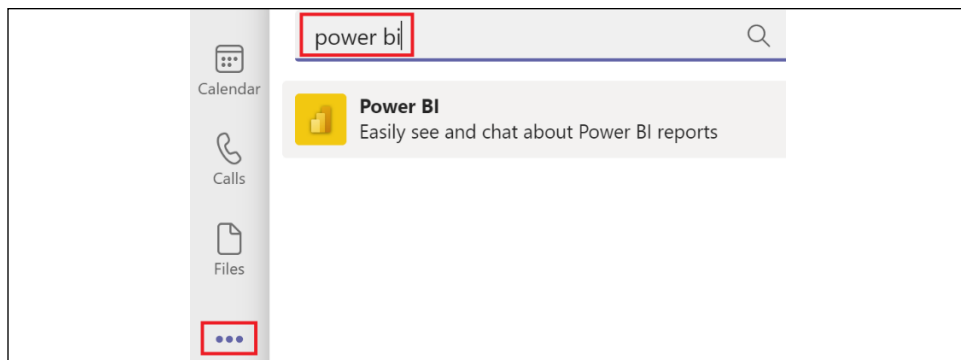 power bi
Calendar
Power BI
Easily see and chat about Power BI reports
Calls
Files